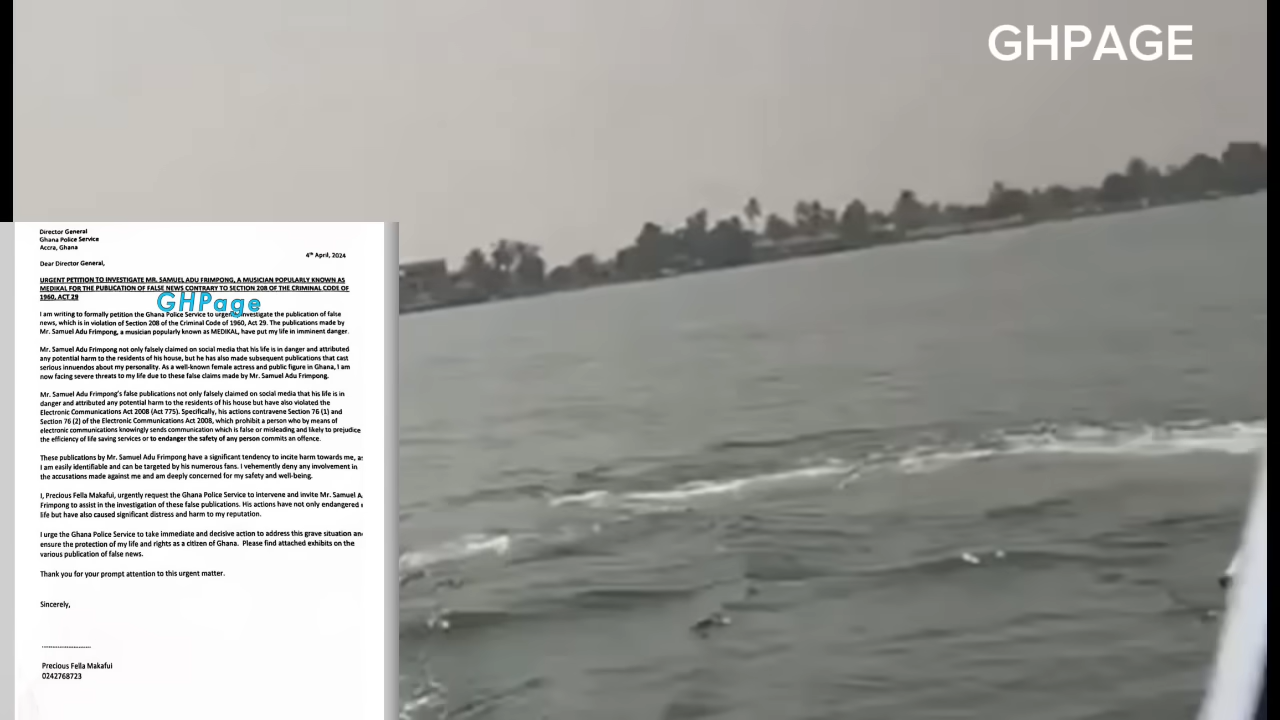 GHPAGE
Director General
Ghana Police Service
Accra, Ghana
4th April, 2024
Dear Director General,
URGENT PETITION TO INVESTIGATE MR. SAMUEL ADU FRIMPONG, A MUSICIAN POPULARLY KNOWN AS
MEDIKAL FOR THE PUBLICATION OF FALSE NEWS CONTRARY TO SECTION 208 OF THE CRIMINAL CODE OF
1960, ACT 29
GHPage
I am writing to formally petition the Ghana Police Service to urgently investigate the publication of false
news, which is in violation of Section 208 of the Criminal Code of 1960, Act 29. The publications made by
Mr. Samuel Adu Frimpong, a musician popularly known as MEDIKAL, have put my life in imminent danger.
Mr. Samuel Adu Frimpong not only falsely claimed on social media that his life is in danger and attributed
any potential harm to the residents of his house, but he has also made subsequent publications that cast
serious innuendos about my personality. As a well-known female actress and public figure in Ghana, I am
now facing severe threats to my life due to these false claims made by Mr. Samuel Adu Frimpong.
Mr. Samuel Adu Frimpong's false publications not only falsely claimed on social media that his life is in
danger and attributed any potential harm to the residents of his house but have also violated the
Electronic Communications Act 2008 (Act 775). Specifically, his actions contravene Section 76 (1) and
Section 76 (2) of the Electronic Communications Act 2008, which prohibit a person who by means of
electronic communications knowingly sends communication which is false or misleading and likely to prejudice
the efficiency of life saving services or to endanger the safety of any person commits an offence.
These publications by Mr. Samuel Adu Frimpong have a significant tendency to incite harm towards me, as
I am easily identifiable and can be targeted by his numerous fans. I vehemently deny any involvement in
the accusations made against me and am deeply concerned for my safety and well-being.
I, Precious Fella Makafui, urgently request the Ghana Police Service to intervene and invite Mr. Samuel A
Frimpong to assist in the investigation of these false publications. His actions have not only endangered
life but have also caused significant distress and harm to my reputation.
I urge the Ghana Police Service to take immediate and decisive action to address this grave situation and
ensure the protection of my life and rights as a citizen of Ghana. Please find attached exhibits on the
various publication of false news.
Thank you for your prompt attention to this urgent matter.
Sincerely,
Precious Fella Makafui
0242768723